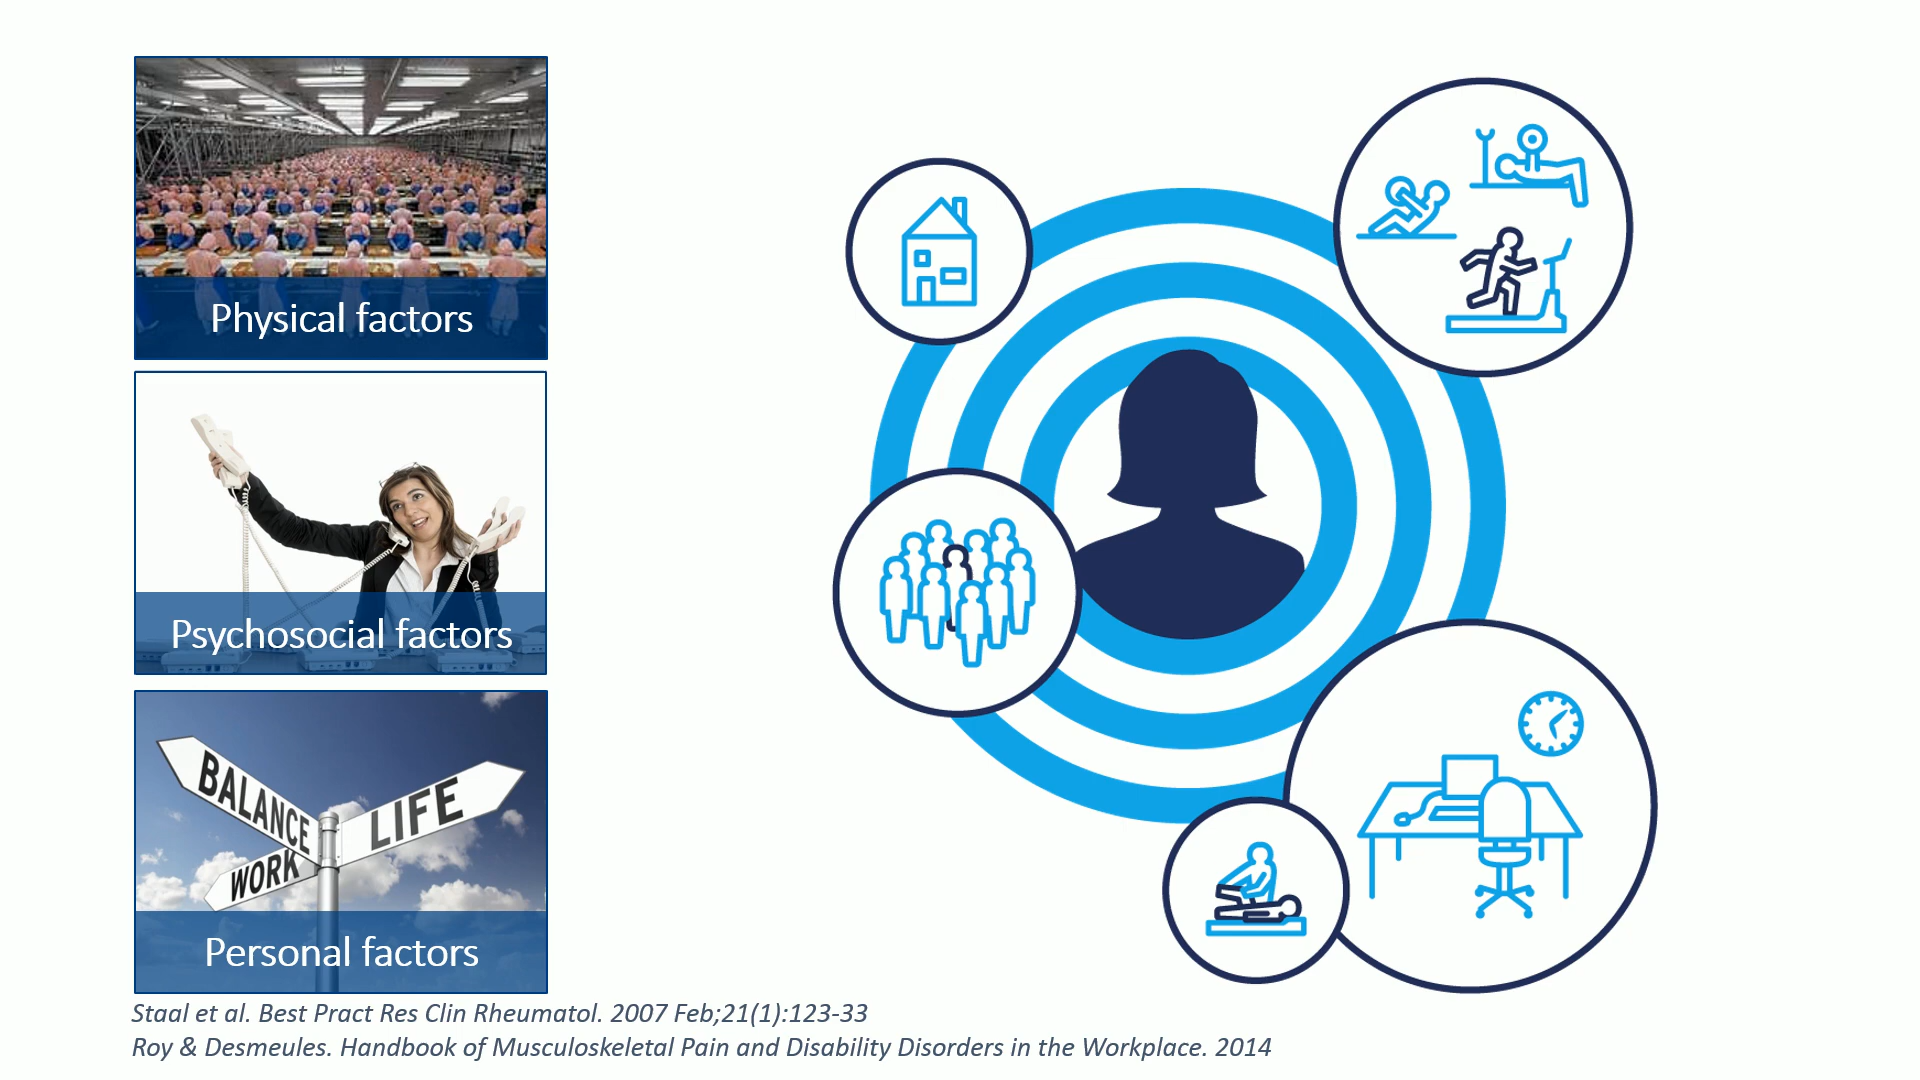 Physical factors
Psychosocial factors
BALANCE
LIFE
WORK
Personal factors
Staal et al. Best Pract Res Clin Rheumatol. 2007 Feb;21(1):123-33
Roy & Desmeules. Handbook of Musculoskeletal Pain and Disability Disorders in the Workplace. 2014